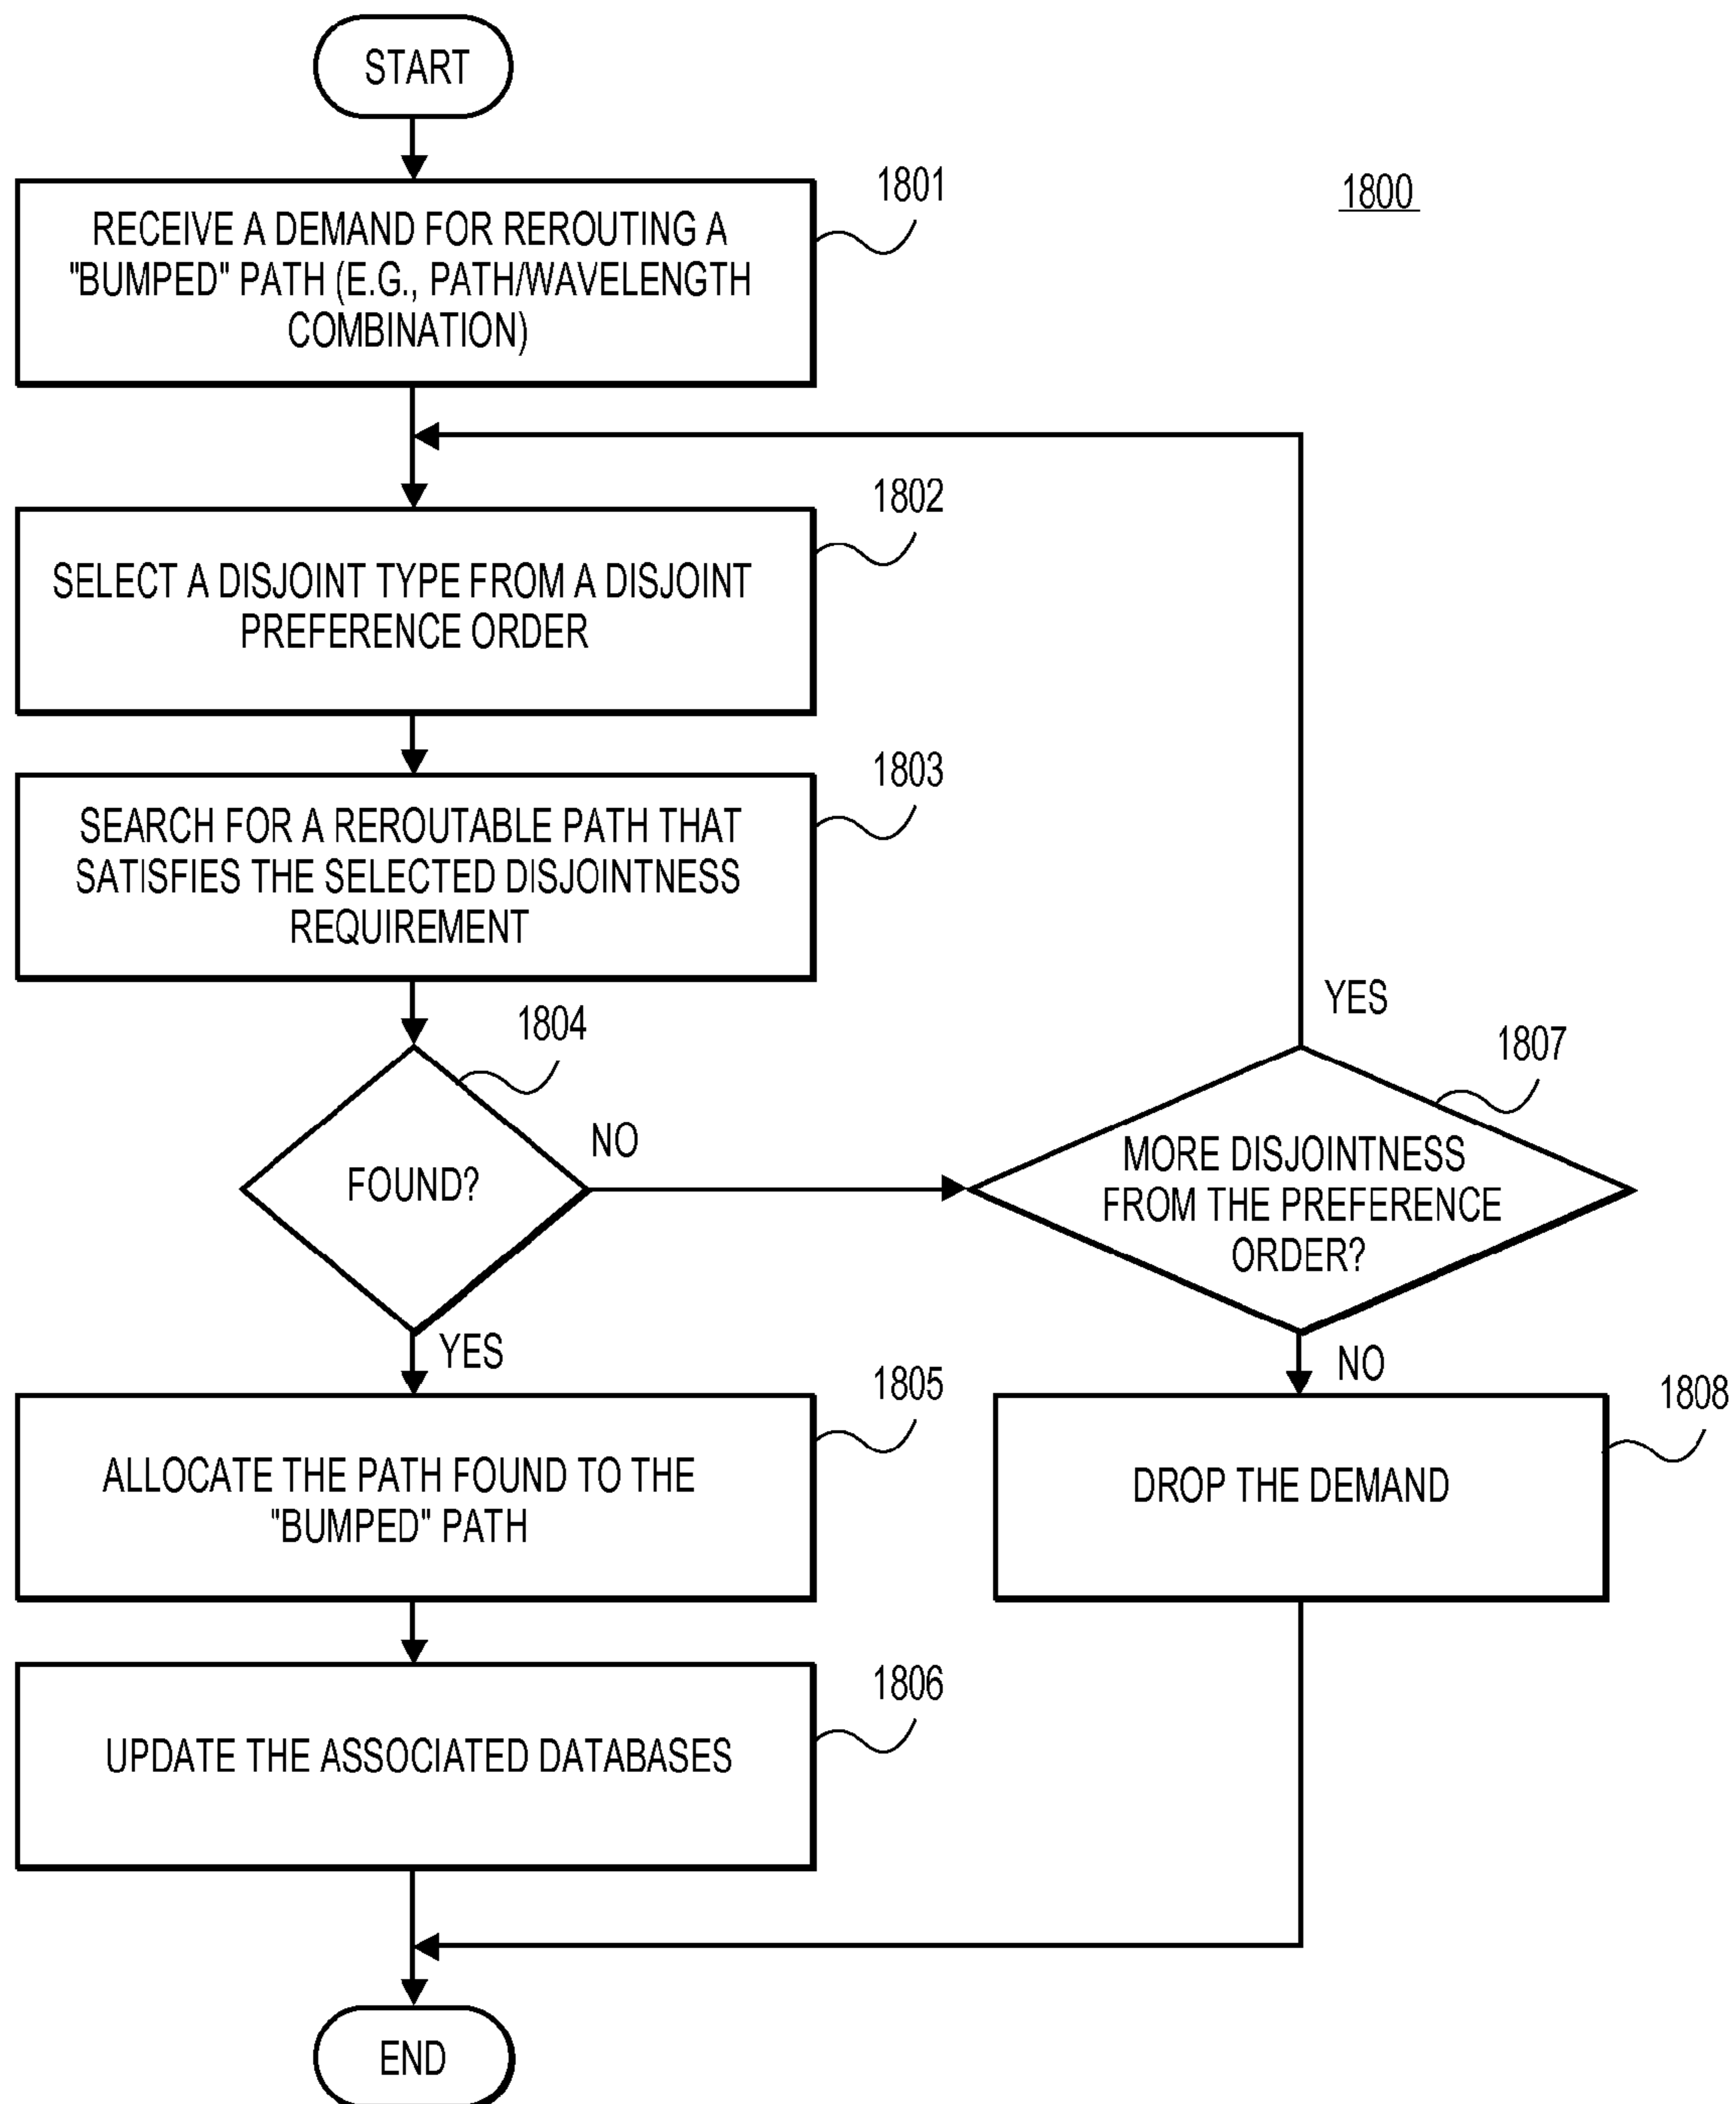 START
1801
1800
RECEIVE A DEMAND FOR REROUTING A
"BUMPED" PATH (E.G., PATH/WAVELENGTH
COMBINATION)
1802
SELECT A DISJOINT TYPE FROM A DISJOINT
PREFERENCE ORDER
1803
SEARCH FOR A REROUTABLE PATH THAT
SATISFIES THE SELECTED DISJOINTNESS
REQUIREMENT
1804
FOUND?
NO
YES
1807
MORE DISJOINTNESS
FROM THE PREFERENCE
ORDER?
YES
NO
1805
ALLOCATE THE PATH FOUND TO THE
"BUMPED" PATH
1808
DROP THE DEMAND
1806
UPDATE THE ASSOCIATED DATABASES
END